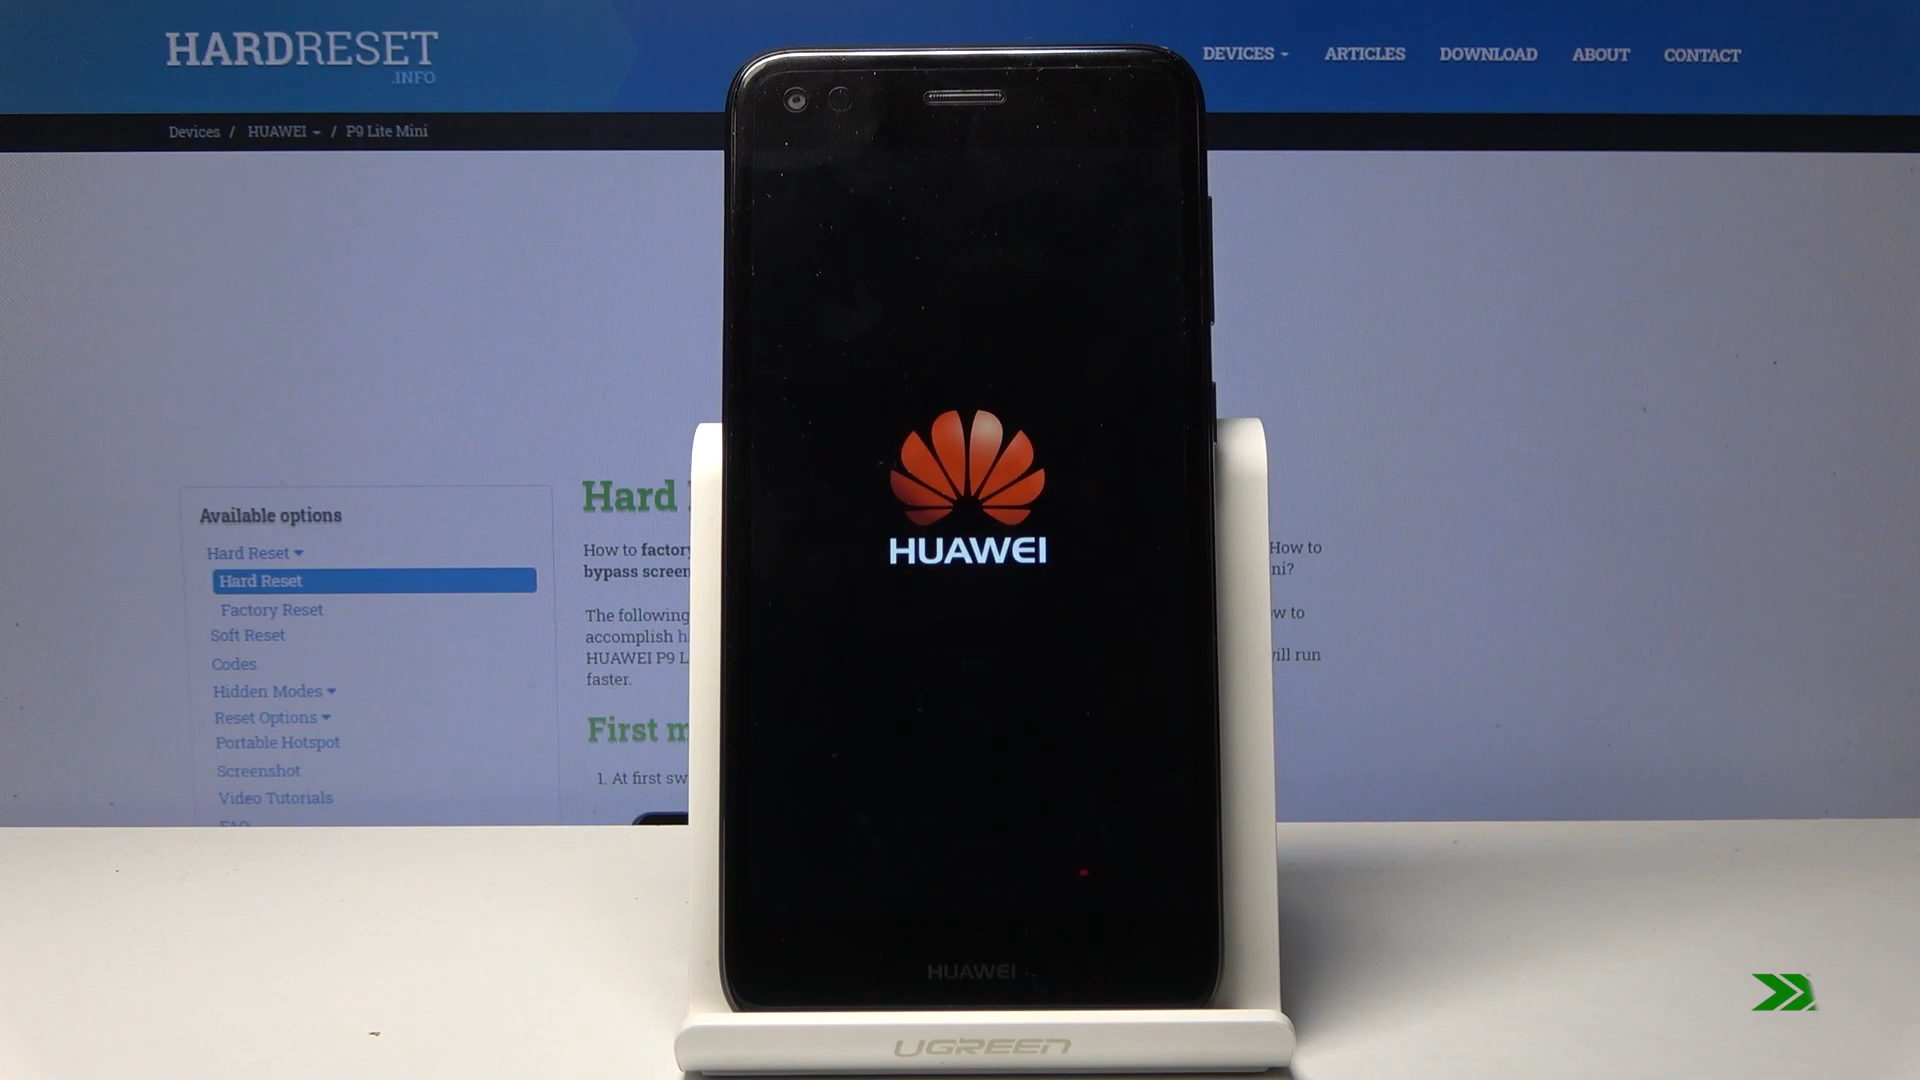 HARDRESET
.INFO
DEVICES
ARTICLES
DOWNLOAD
ABOUT
CONTACT
Devices / HUAWEI / P9 Lite Mini
Available options
Hard Reset
Hard Reset
Factory Reset
Soft Reset
Codes
Hidden Modes
Reset Options
Portable Hotspot
Screenshot
Video Tutorials
FAQ
Hard
How to factory
bypass screen
The following
accomplish h
HUAWEI P9 L
faster.
First m
1. At first sw
How to
ni?
w to
will run
HUAWEI
HUAWEI
UGREEN